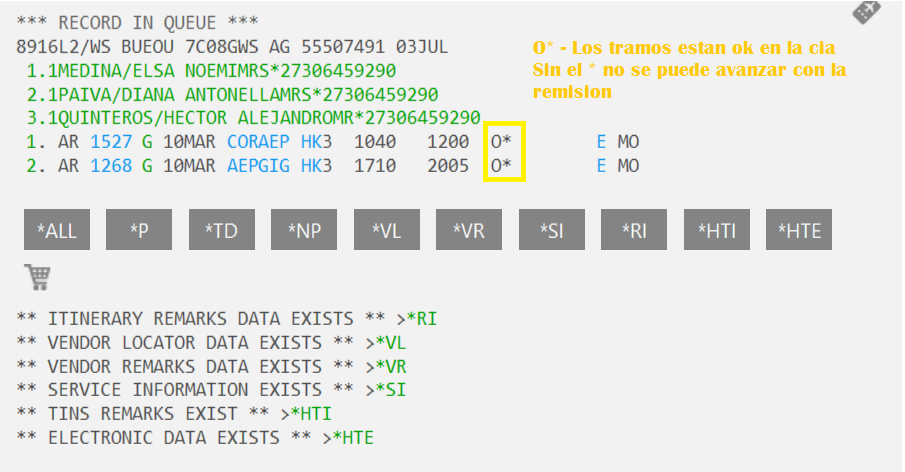 *** RECORD IN QUEUE ***
8916L2/WS BUEOU 7C08GWS AG 55507491 03JUL
1.1MEDINA/ELSA NOEMIMRS*27306459290
2.1PAIVA/DIANA ANTONELLAMRS*27306459290
3.1QUINTEROS/HECTOR ALEJANDROMR*27306459290
1. AR 1527 G 10MAR CORAEP HK3 1040 1200 O* E MO
2. AR 1268 G 10MAR AEPGIG HK3 1710 2005 O* E MO
O* - Los tramos estan ok en la cia
Sin el * no se puede avanzar con la
remision
*ALL *P *TD *NP *VL *VR *SI *RI *HTI *HTE
** ITINERARY REMARKS DATA EXISTS ** >*RI
** VENDOR LOCATOR DATA EXISTS ** >*VL
** VENDOR REMARKS DATA EXISTS ** >*VR
** SERVICE INFORMATION EXISTS ** >*SI
** TINS REMARKS EXIST ** >*HTI
** ELECTRONIC DATA EXISTS ** >*HTE